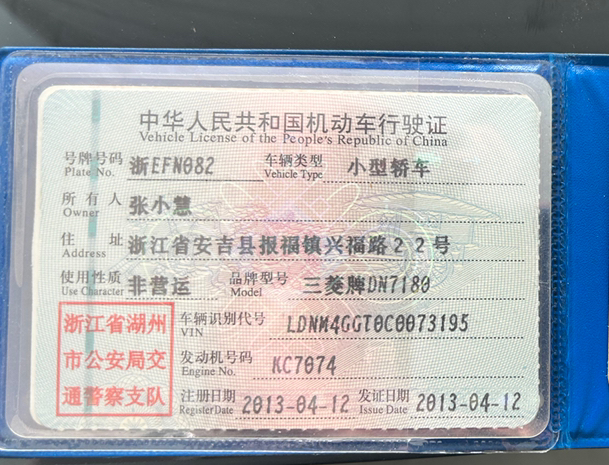 中华人民共和国机动车行驶证
Vehicle License of the People's Republic of China
号牌号码 浙EFN082 车辆类型 小型轿车
Plate No. Vehicle Type
所有人 张小慧
Owner
住址 浙江省安吉县报福镇兴福路22号
Address
使用性质 非营运 品牌型号 三菱牌DN7180
Use Character Model
浙江省湖州
市公安局交
通警察支队
车辆识别代号 LDNM4GGT0C0073195
VIN
发动机号码 KC7074
Engine No.
注册日期 2013-04-12 发证日期 2013-04-12
Register Date Issue Date